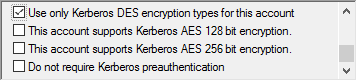 Use only Kerberos DES encryption types for this account
This account supports Kerberos AES 128 bit encryption.
This account supports Kerberos AES 256 bit encryption.
Do not require Kerberos preauthentication